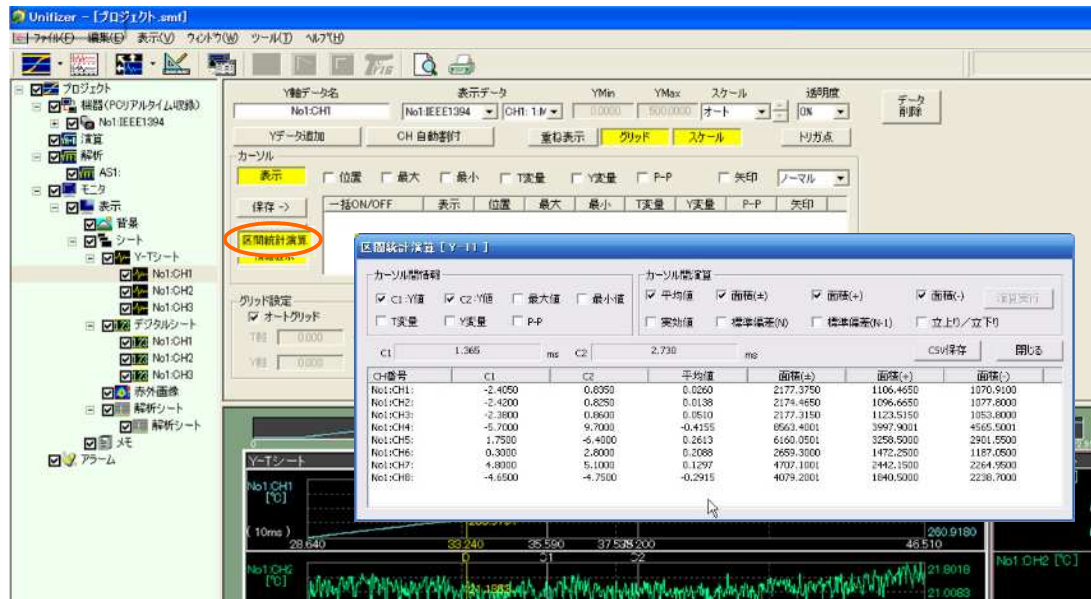 Unifizer - [プロジェクト.smf]
ファイル(F) 編集(E) 表示(V) ウィンドウ(W) ツール(T) ヘルプ(H)
Trig
プロジェクト
機器(PCリアルタイム収録)
No1:IEEE1394
演算
解析
AS1:
モニタ
表示
背景
シート
Y-Tシート
No1:CH1
No1:CH2
No1:CH3
デジタルシート
No1:CH1
No1:CH2
No1:CH3
赤外画像
解析シート
解析シート
メモ
アラーム
Y軸データ名 表示データ YMin YMax スケール 透明度
No1:CH1 No1:IEEE1394 CH1: 1:M 0.0000 500.0000 オート 0% データ削除
Yデータ追加 CH 自動割付 重ね表示 グリッド スケール トリガ点
カーソル
表示 位置 最大 最小 T変量 Y変量 P-P 矢印 ノーマル
保存 -> 一括ON/OFF 表示 位置 最大 最小 T変量 Y変量 P-P 矢印
区間統計演算
グリッド設定
オートグリッド
T軸 0.000
Y軸 0.000
区間統計演算 [ Y-T1 ]
カーソル間情報
C1:Y値 C2:Y値 最大値 最小値
T変量 Y変量 P-P
カーソル間演算
平均値 面積(±) 面積(+) 面積(-) 演算実行
実効値 標準偏差(N) 標準偏差(N-1) 立上り/立下り
C1 1.365 ms C2 2.730 ms CSV保存 閉じる
CH番号 C1 C2 平均値 面積(±) 面積(+) 面積(-)
No1:CH1: -2.4050 0.8350 0.0260 2177.3750 1106.4650 1070.9100
No1:CH2: -2.4200 0.8250 0.0138 2174.4650 1096.6650 1077.8000
No1:CH3: -2.3800 0.8600 0.0510 2177.3150 1123.5150 1053.8000
No1:CH4: -5.7000 9.7000 -0.4155 8563.4001 3997.9001 4565.5001
No1:CH5: 1.7500 -6.4000 0.2613 6160.0501 3258.5000 2901.5500
No1:CH6: 0.3000 2.8000 0.2088 2659.3000 1472.2500 1187.0500
No1:CH7: 4.8000 5.1000 0.1297 4707.1001 2442.1500 2264.9500
No1:CH8: -4.6500 -4.7500 -0.2915 4079.2001 1840.5000 2238.7000
Y-Tシート
No1:CH1
[℃]
( 10ms )
260.9180
28.640 33.240 35.590 46.510
No1:CH2
[℃]
21.8018
21.0083
No1:CH2 [℃]